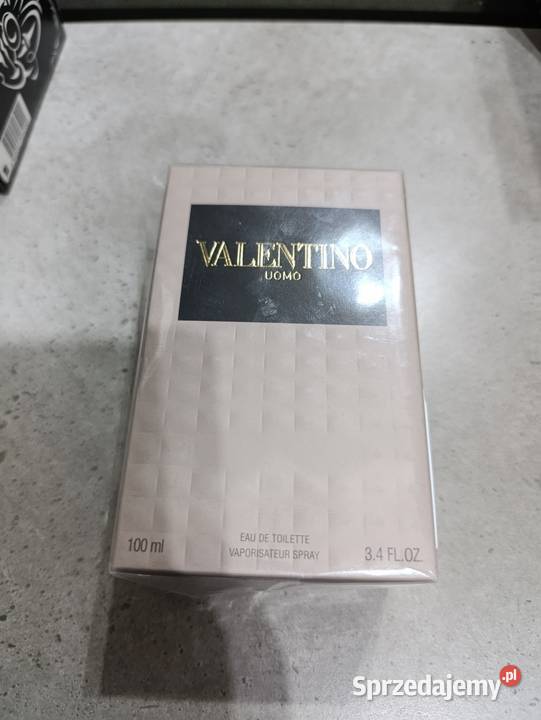 VALENTINO
UOMO
EAU DE TOILETTE
VAPORISATEUR SPRAY
100 ml
3.4 FL.OZ
Sprzedajemy.pl